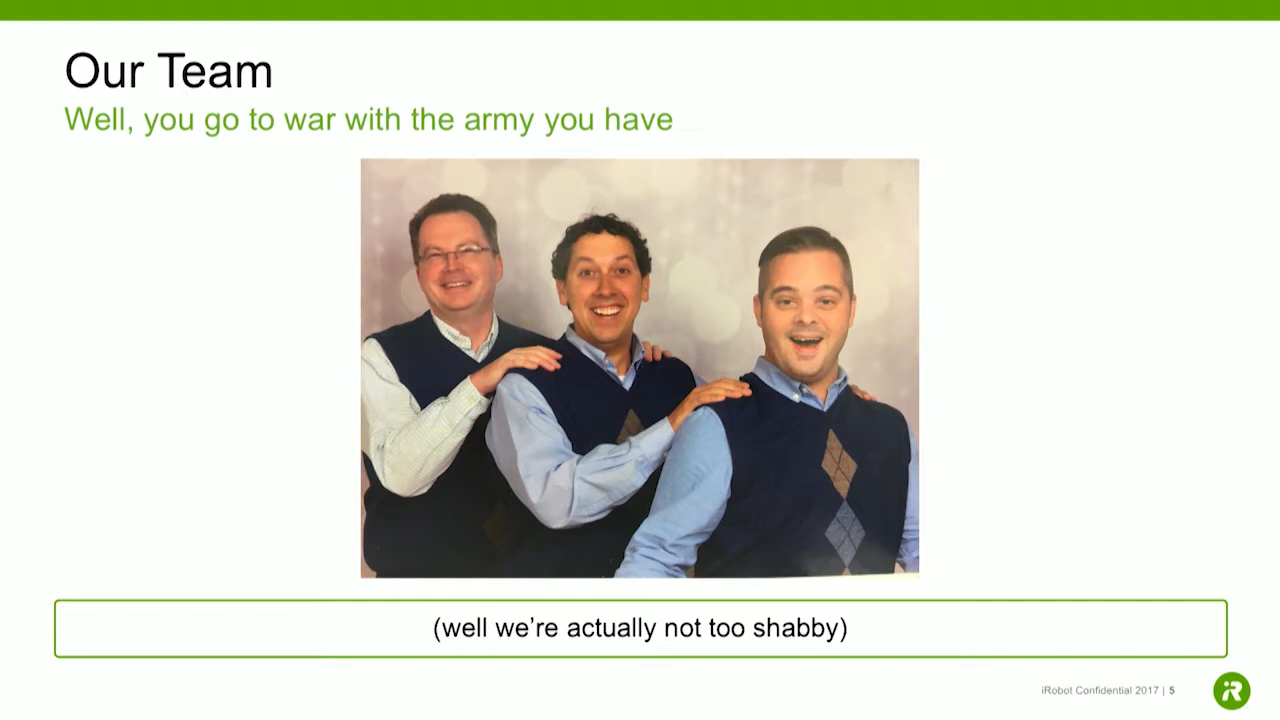 Our Team
Well, you go to war with the army you have
(well we’re actually not too shabby)
iRobot Confidential 2017 | 5
iR